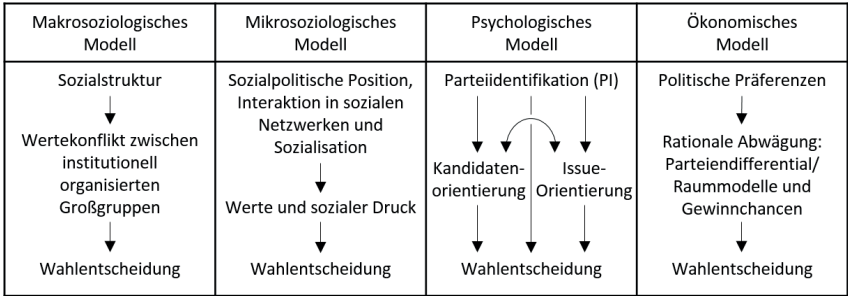 Makrosoziologisches
Modell
Mikrosoziologisches
Modell
Psychologisches
Modell
Ökonomisches
Modell
Sozialstruktur
Wertekonflikt zwischen
institutionell
organisierten
Großgruppen
Wahlentscheidung
Sozialpolitische Position,
Interaktion in sozialen
Netzwerken und
Sozialisation
Werte und sozialer Druck
Wahlentscheidung
Parteiidentifikation (PI)
Kandidaten-
orientierung
Issue-
Orientierung
Wahlentscheidung
Politische Präferenzen
Rationale Abwägung:
Parteiendifferential/
Raummodelle und
Gewinnchancen
Wahlentscheidung